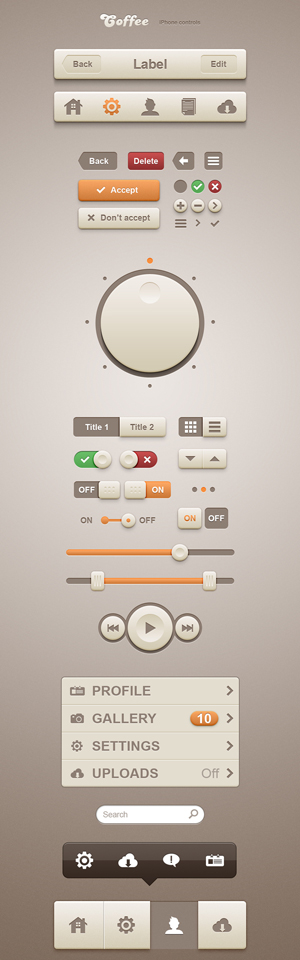 Coffee iPhone controls
Back Label Edit
Back Delete
Accept
Don't accept
Title 1 Title 2
OFF ON
ON OFF ON OFF
PROFILE
GALLERY 10
SETTINGS
UPLOADS Off
Search